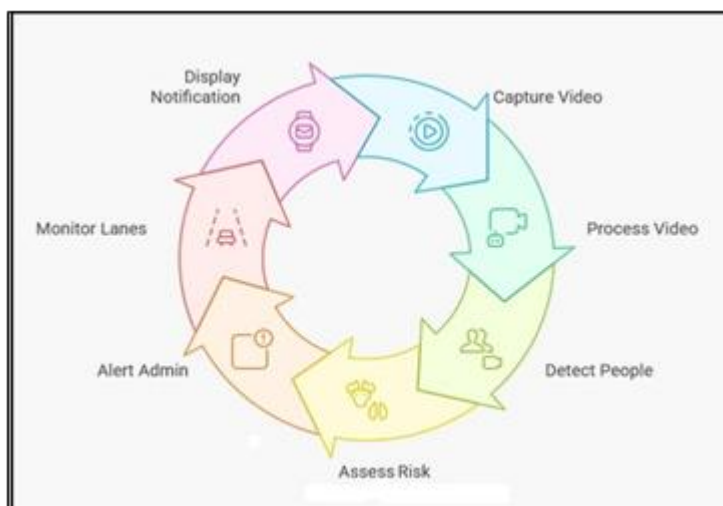 Display
Notification
Capture Video
Monitor Lanes
Process Video
Alert Admin
Detect People
Assess Risk